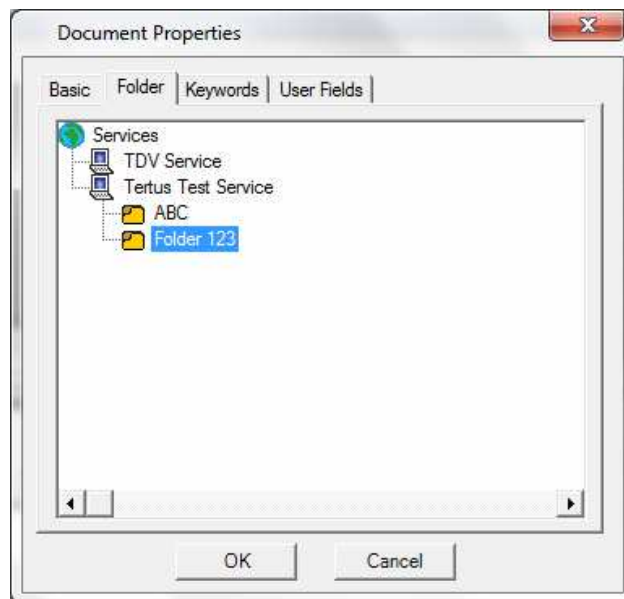 Document Properties
Basic Folder Keywords User Fields
Services
TDV Service
Tertus Test Service
ABC
Folder 123
OK Cancel